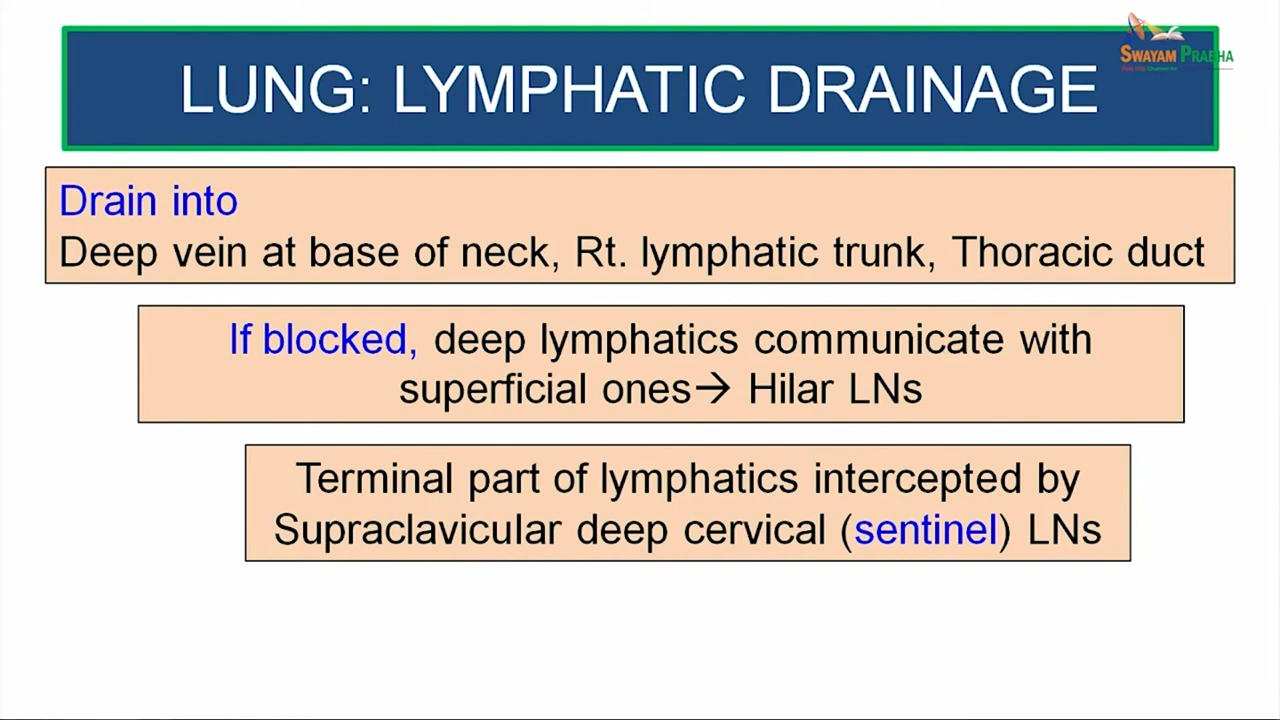 SWAYAM PRABHA
LUNG: LYMPHATIC DRAINAGE
Drain into
Deep vein at base of neck, Rt. lymphatic trunk, Thoracic duct
If blocked, deep lymphatics communicate with
superficial ones→ Hilar LNs
Terminal part of lymphatics intercepted by
Supraclavicular deep cervical (sentinel) LNs